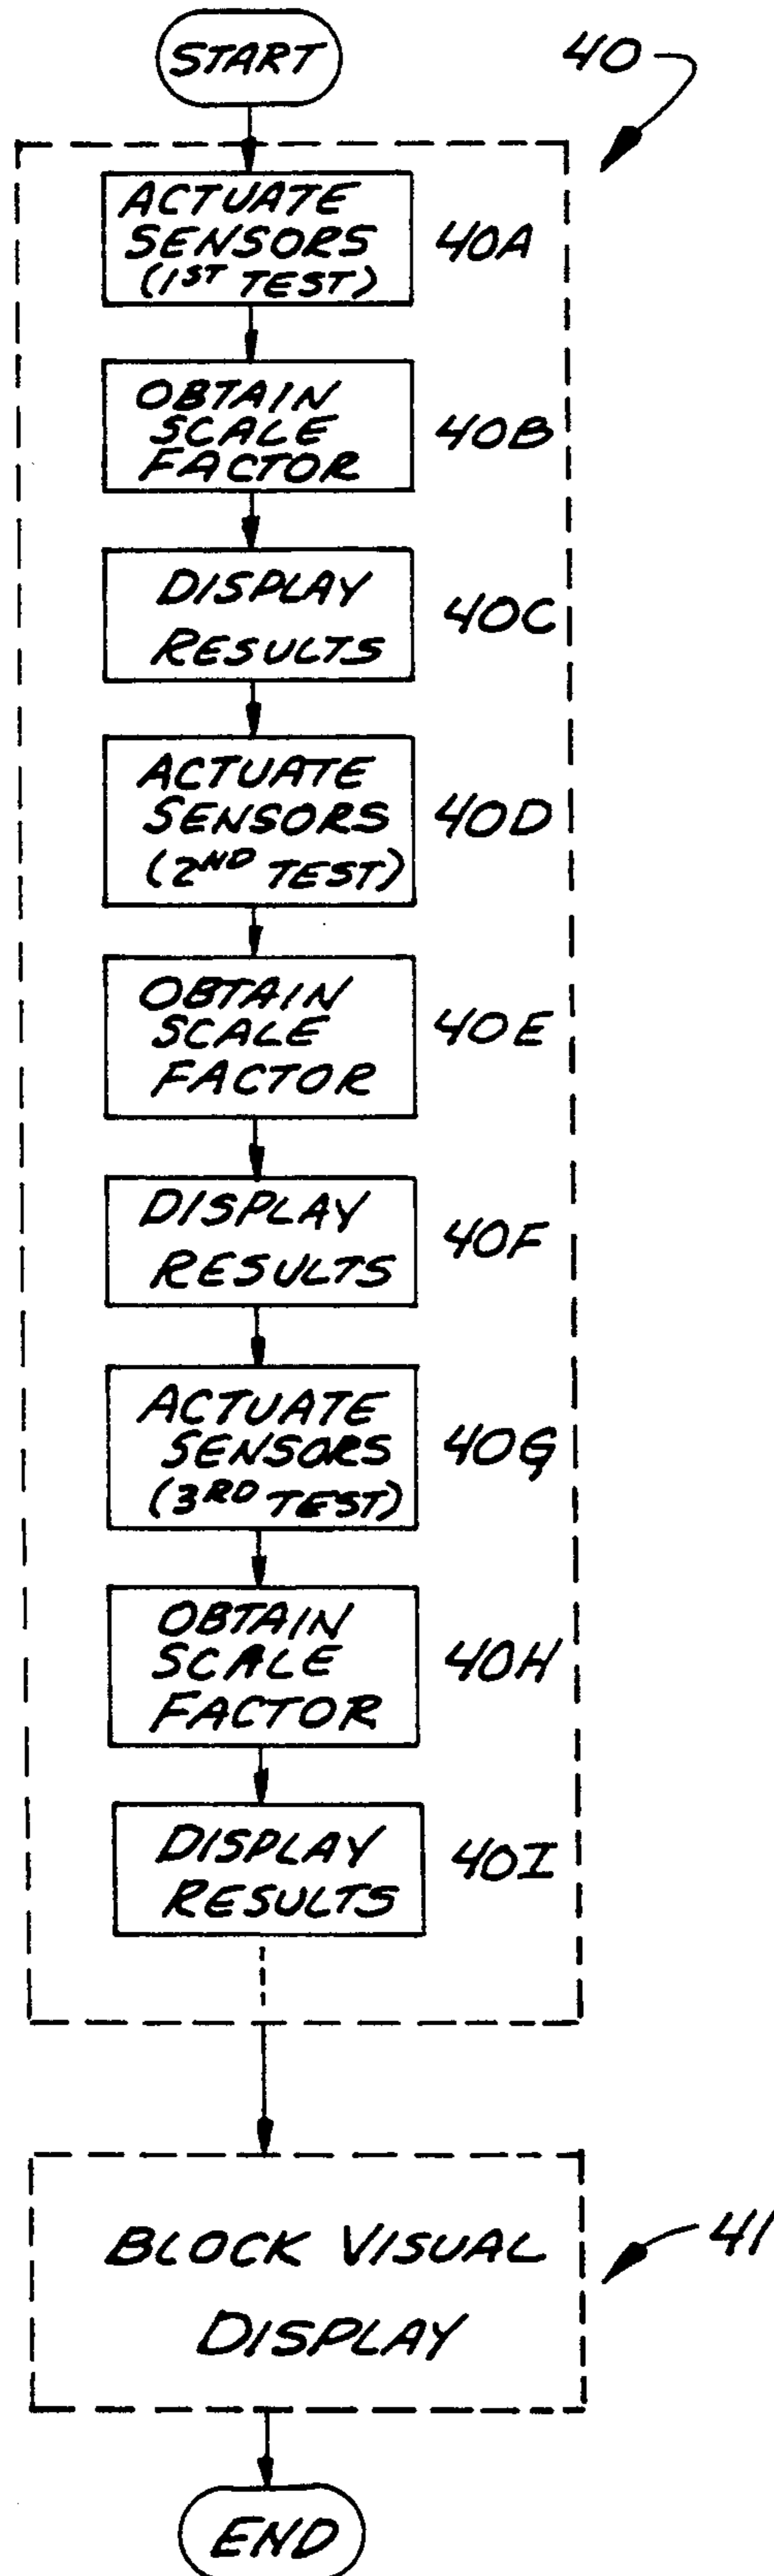 START
40
ACTUATE
SENSORS
(1ST TEST)
40A
OBTAIN
SCALE
FACTOR
40B
DISPLAY
RESULTS
40C
ACTUATE
SENSORS
(2ND TEST)
40D
OBTAIN
SCALE
FACTOR
40E
DISPLAY
RESULTS
40F
ACTUATE
SENSORS
(3RD TEST)
40G
OBTAIN
SCALE
FACTOR
40H
DISPLAY
RESULTS
40I
BLOCK VISUAL
DISPLAY
41
END